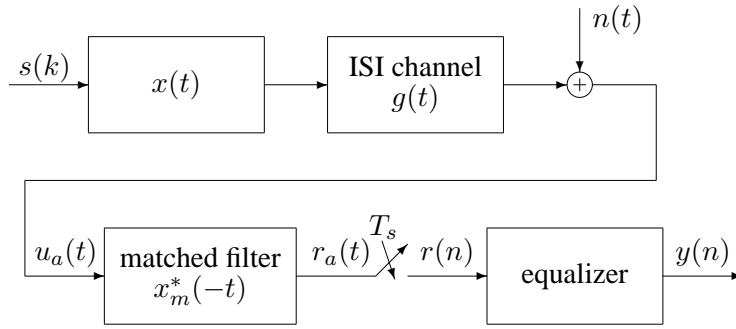 s(k)
x(t)
ISI channel
g(t)
n(t)
+
u_a(t)
matched filter
x_m^*(-t)
r_a(t)
T_s
r(n)
equalizer
y(n)